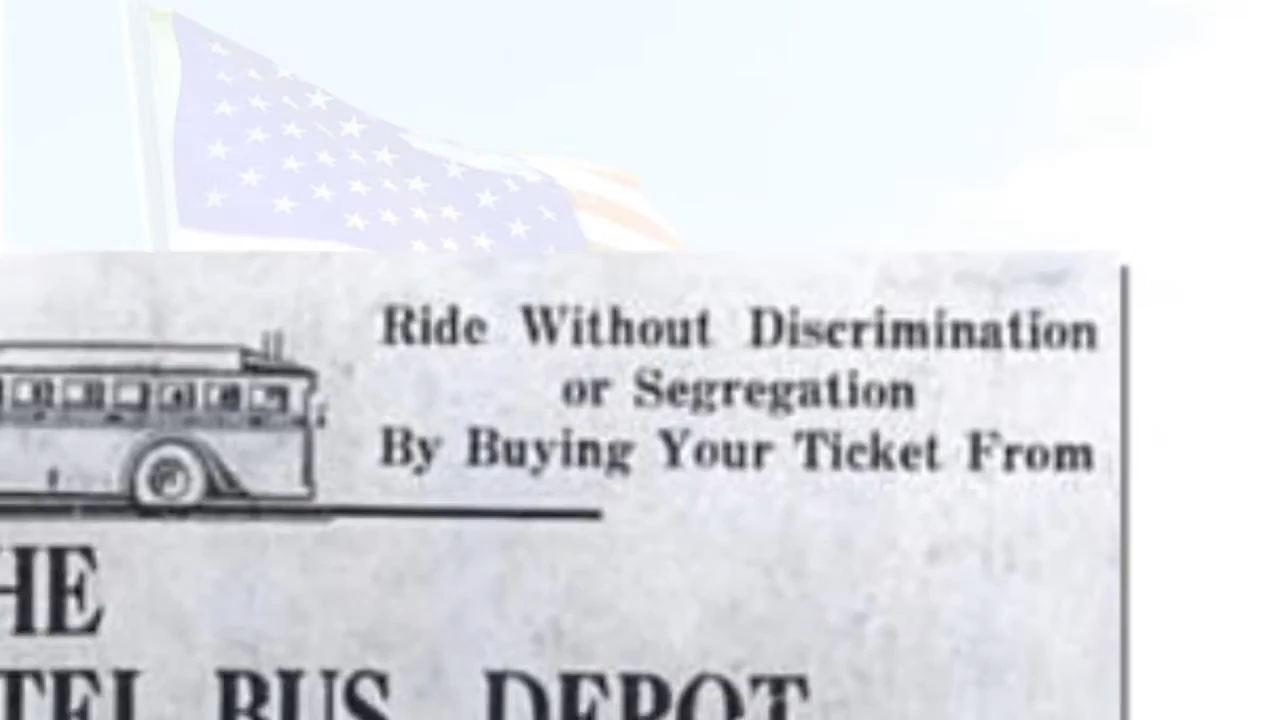 Ride Without Discrimination
or Segregation
By Buying Your Ticket From
HE
TEL BUS DEPOT